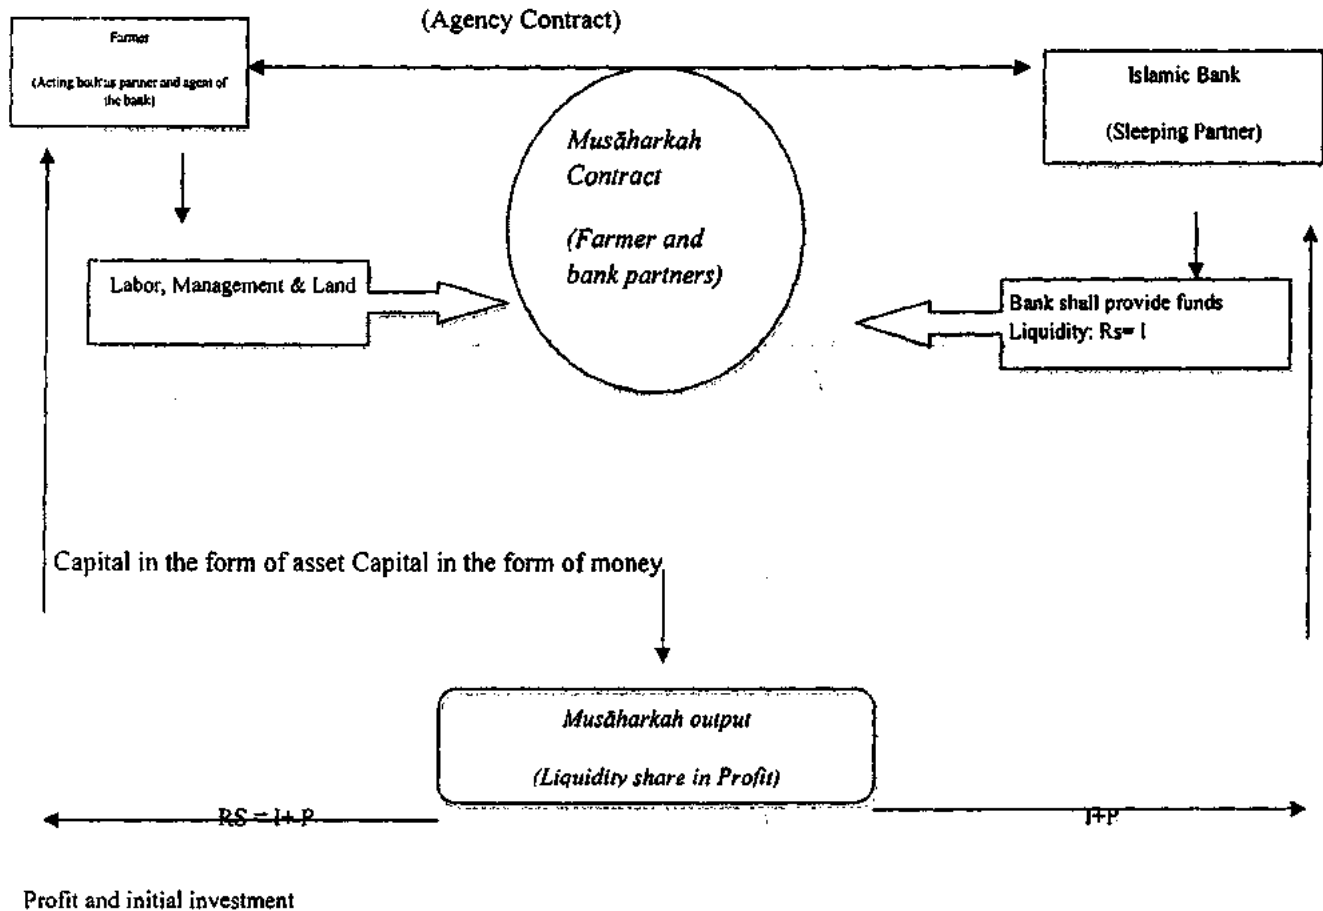 (Agency Contract)
Farmer
(Acting both as partner and agent of
the bank)
Islamic Bank
(Sleeping Partner)
Musāharkah
Contract
(Farmer and
bank partners)
Labor, Management & Land
Bank shall provide funds
Liquidity: Rs= I
Capital in the form of asset Capital in the form of money
Musāharkah output
(Liquidity share in Profit)
RS = I+ P
I+P
Profit and initial investment